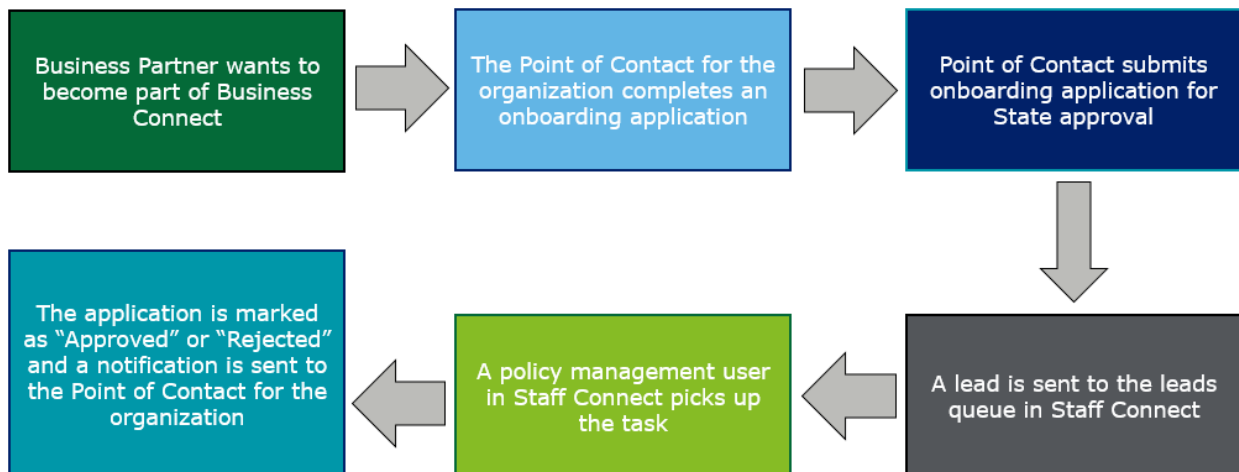 Business Partner wants to
become part of Business
Connect
The Point of Contact for the
organization completes an
onboarding application
Point of Contact submits
onboarding application for
State approval
A lead is sent to the leads
queue in Staff Connect
A policy management user
in Staff Connect picks up
the task
The application is marked
as “Approved” or “Rejected”
and a notification is sent to
the Point of Contact for the
organization